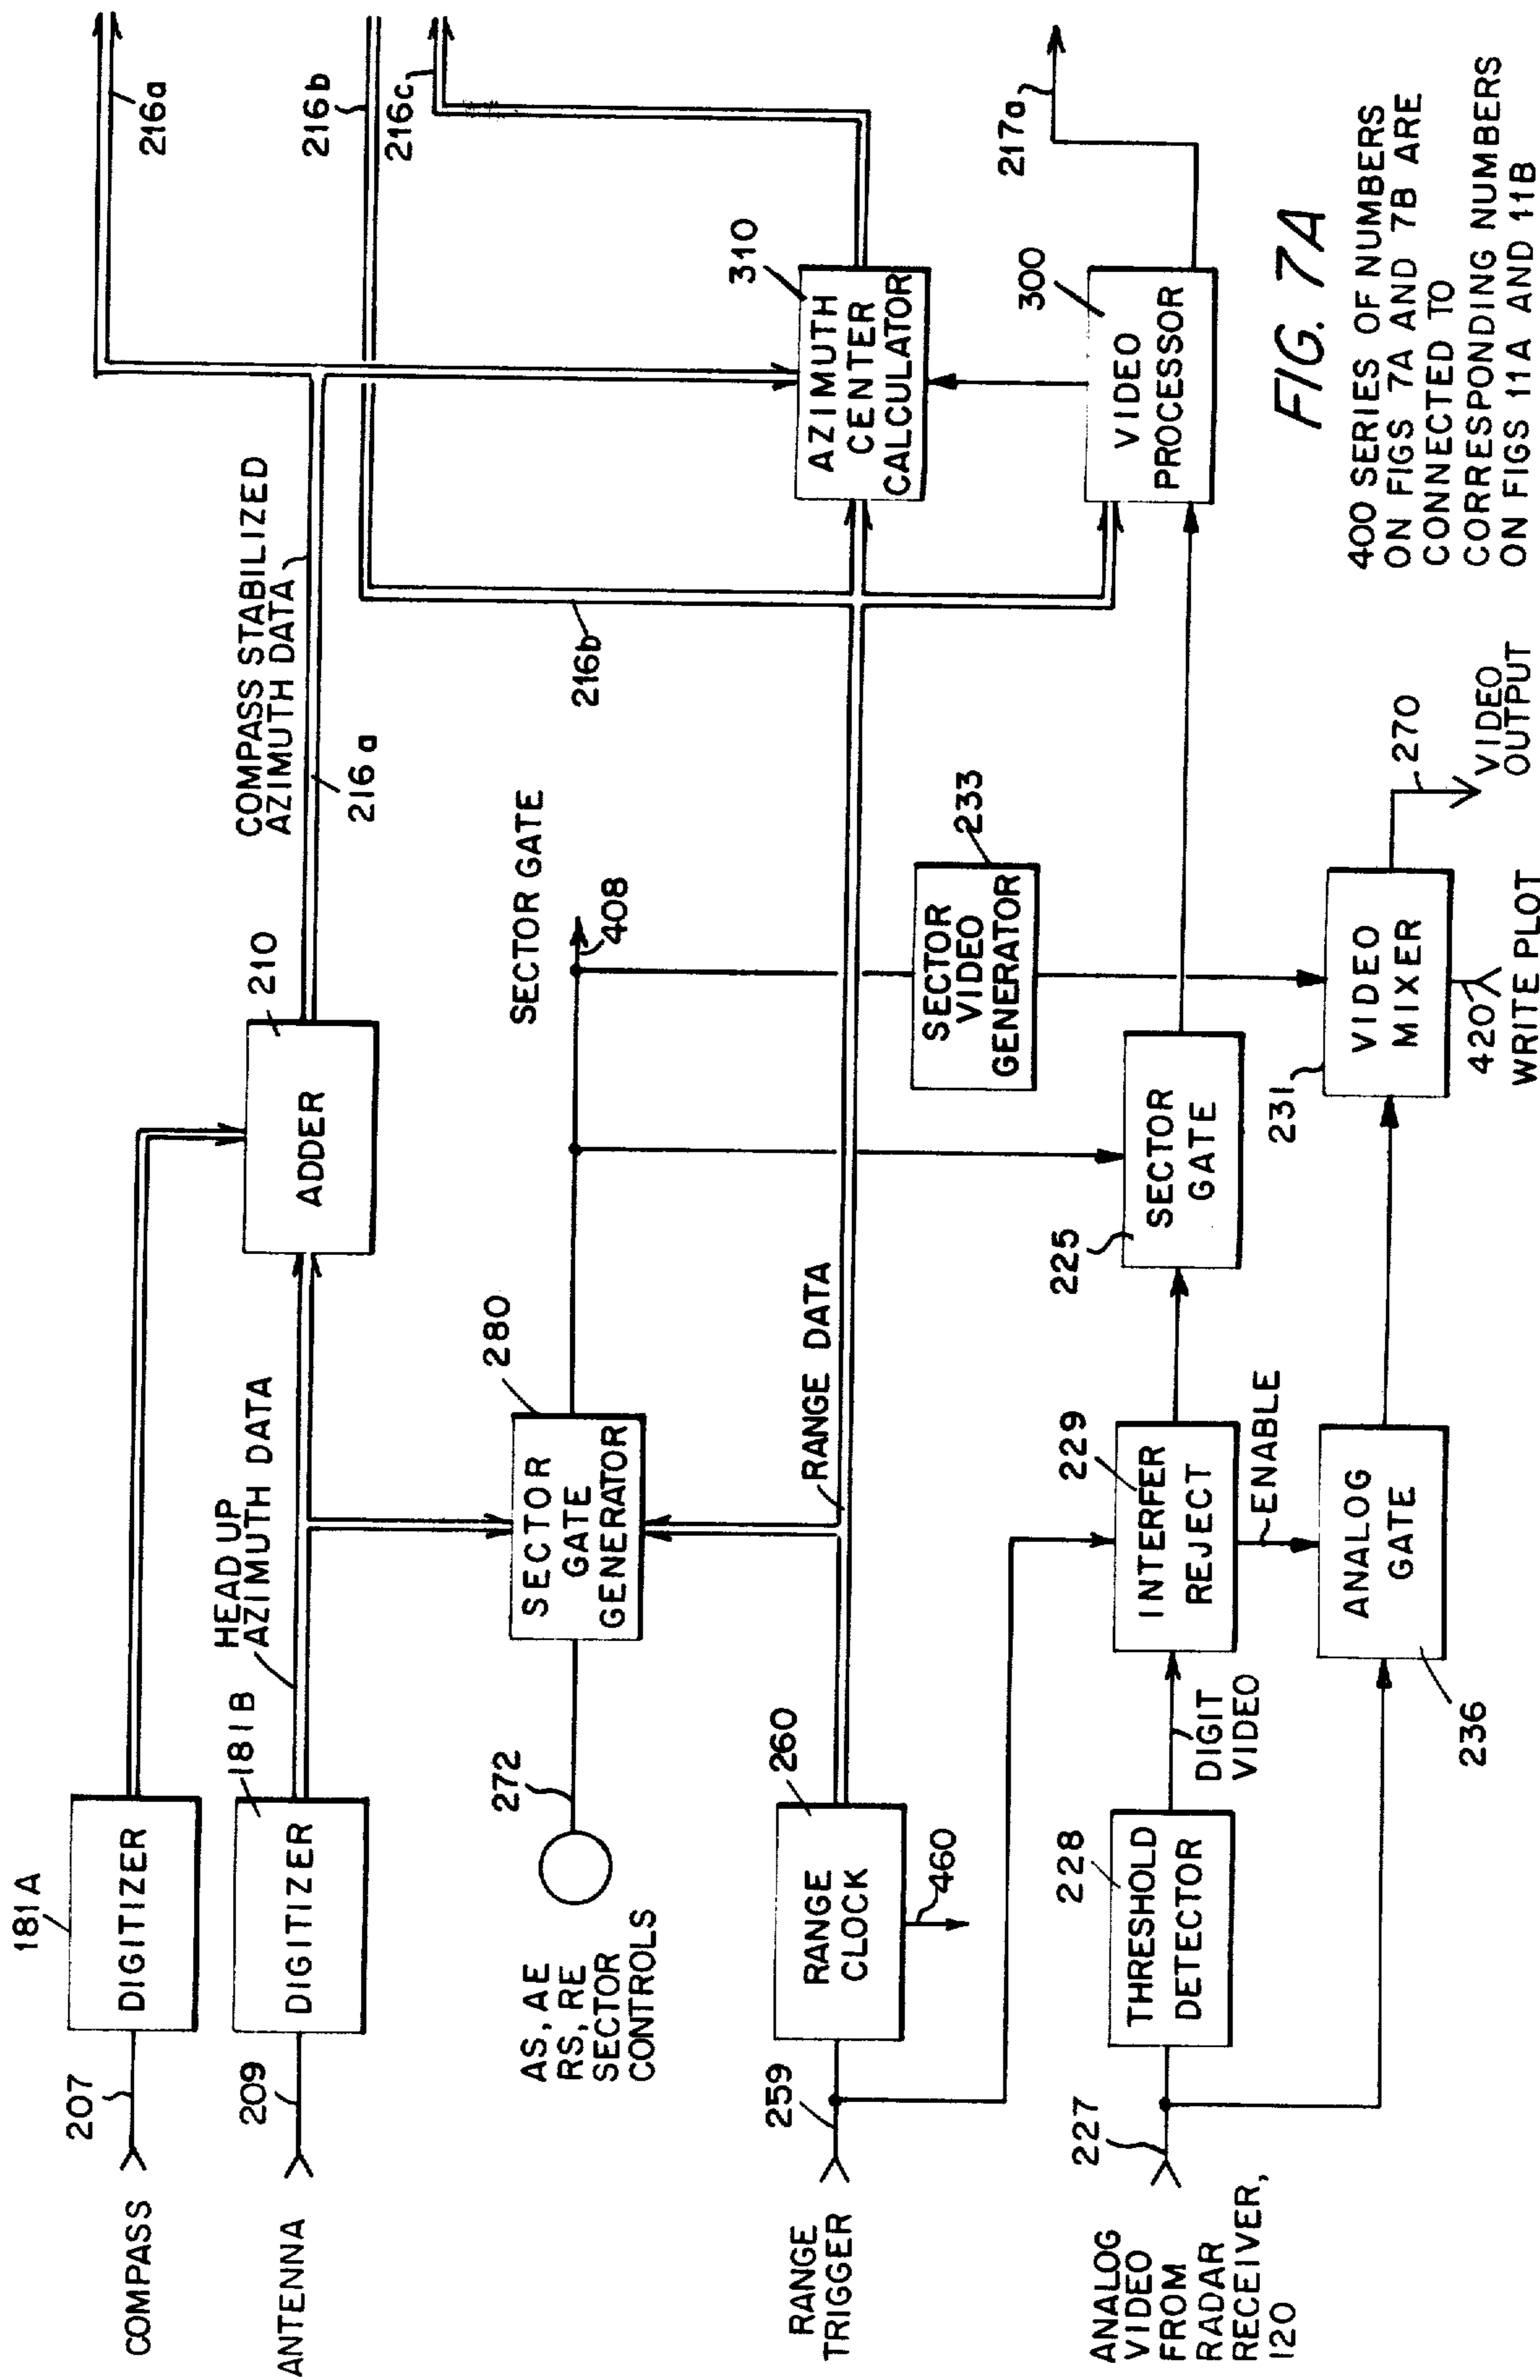 COMPASS
207
181A
DIGITIZER
216a
ANTENNA
209
DIGITIZER
181B
HEAD UP
AZIMUTH DATA
ADDER
210
COMPASS STABILIZED
AZIMUTH DATA
216a
216b
216c
AS, AE
RS, RE
SECTOR
CONTROLS
272
SECTOR
GATE
GENERATOR
280
SECTOR GATE
408
216b
RANGE
TRIGGER
259
RANGE
CLOCK
260
460
RANGE DATA
SECTOR
VIDEO
GENERATOR
233
AZIMUTH
CENTER
CALCULATOR
310
ANALOG
VIDEO
FROM
RADAR
RECEIVER,
120
227
THRESHOLD
DETECTOR
228
DIGIT
VIDEO
INTERFER
REJECT
229
ENABLE
SECTOR
GATE
225
VIDEO
PROCESSOR
300
217a
ANALOG
GATE
236
VIDEO
MIXER
231
420
WRITE PLOT
270
VIDEO
OUTPUT
FIG. 7A
400 SERIES OF NUMBERS
ON FIGS 7A AND 7B ARE
CONNECTED TO
CORRESPONDING NUMBERS
ON FIGS 11A AND 11B